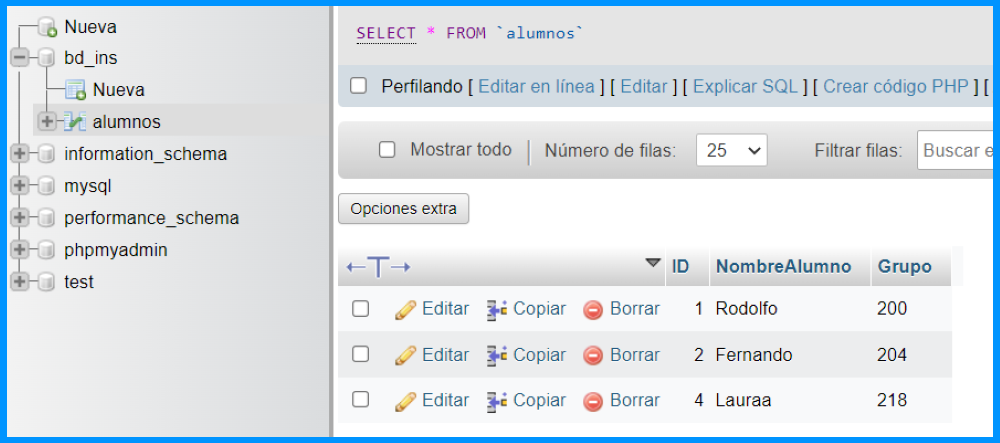 Nueva
bd_ins
Nueva
alumnos
information_schema
mysql
performance_schema
phpmyadmin
test
SELECT * FROM `alumnos`
Perfilando [ Editar en línea ] [ Editar ] [ Explicar SQL ] [ Crear código PHP ] [
Mostrar todo Número de filas: 25 Filtrar filas: Buscar e
Opciones extra
←T→ ID NombreAlumno Grupo
Editar Copiar Borrar 1 Rodolfo 200
Editar Copiar Borrar 2 Fernando 204
Editar Copiar Borrar 4 Lauraa 218